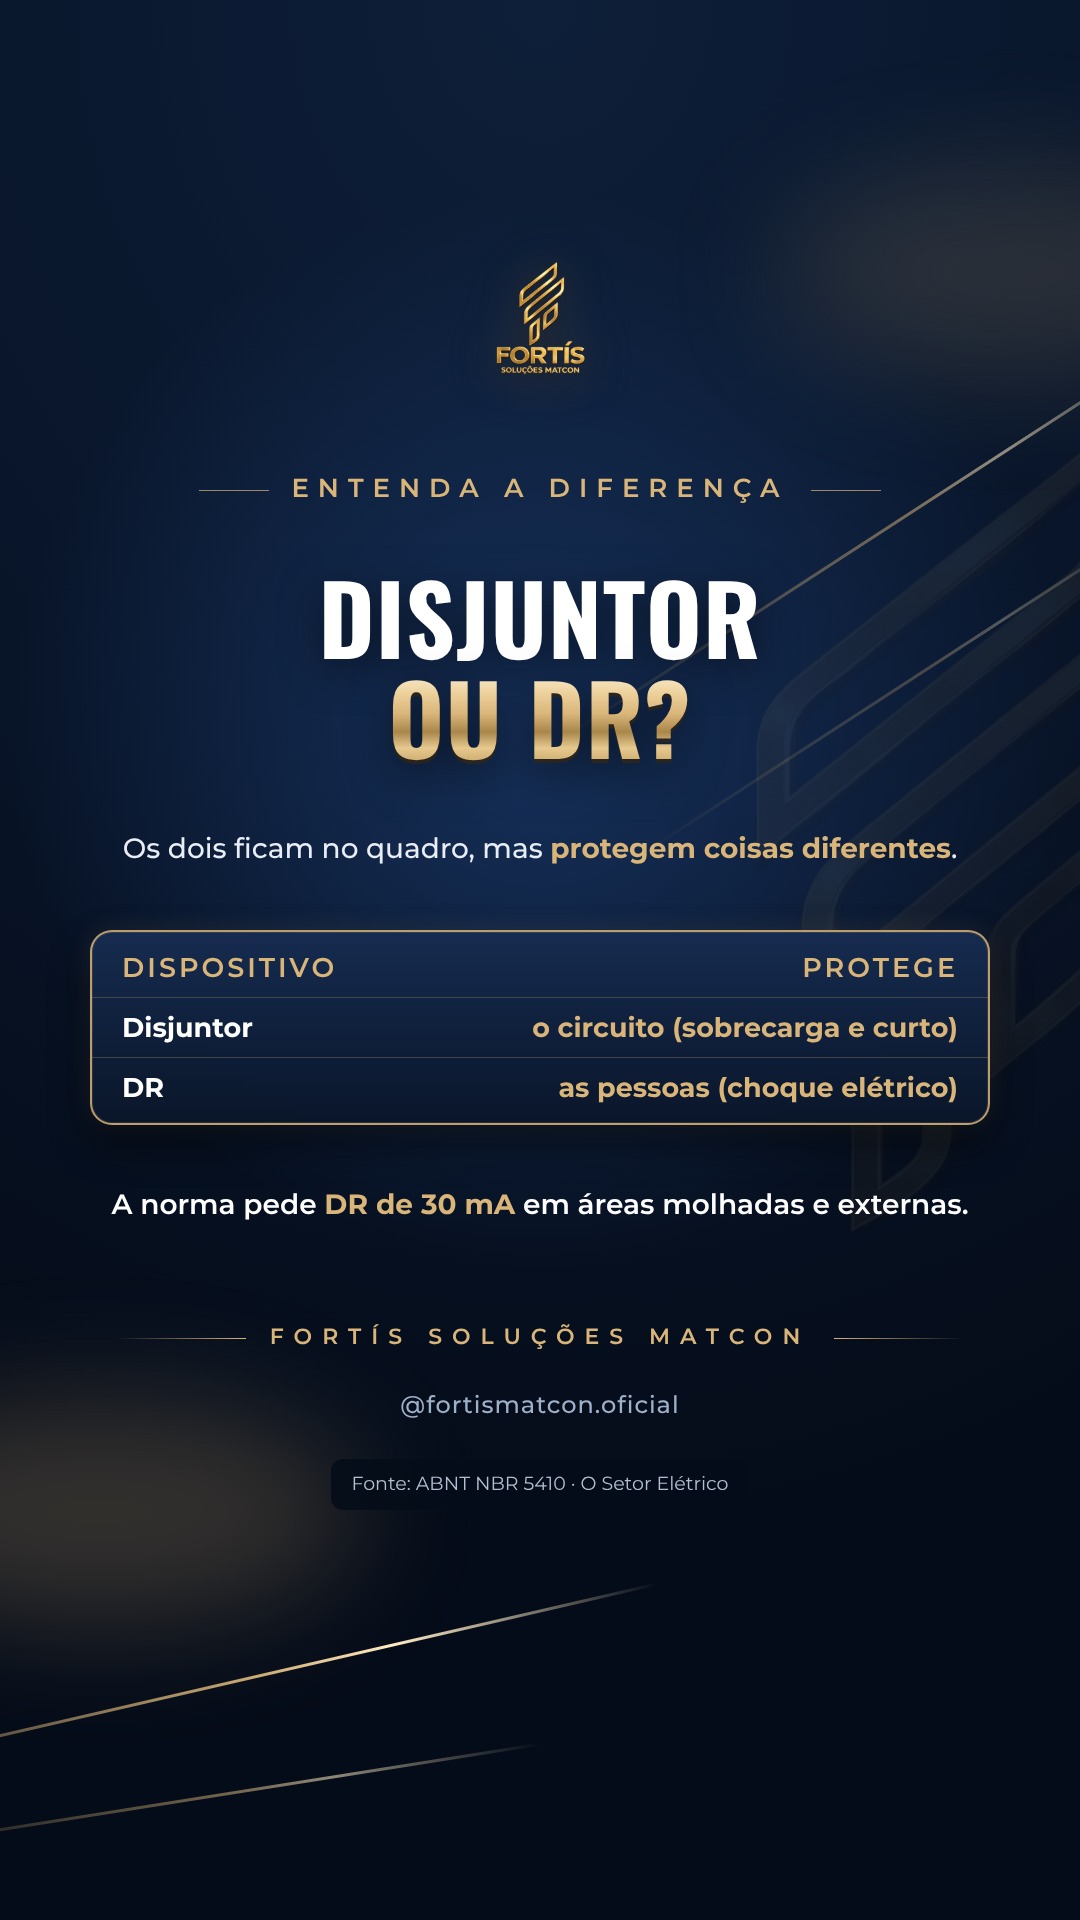 FORTÍS
SOLUÇÕES MATCON
ENTENDA A DIFERENÇA
DISJUNTOR
OU DR?
Os dois ficam no quadro, mas protegem coisas diferentes.
DISPOSITIVO PROTEGE
Disjuntor o circuito (sobrecarga e curto)
DR as pessoas (choque elétrico)
A norma pede DR de 30 mA em áreas molhadas e externas.
FORTÍS SOLUÇÕES MATCON
@fortismatcon.oficial
Fonte: ABNT NBR 5410 · O Setor Elétrico